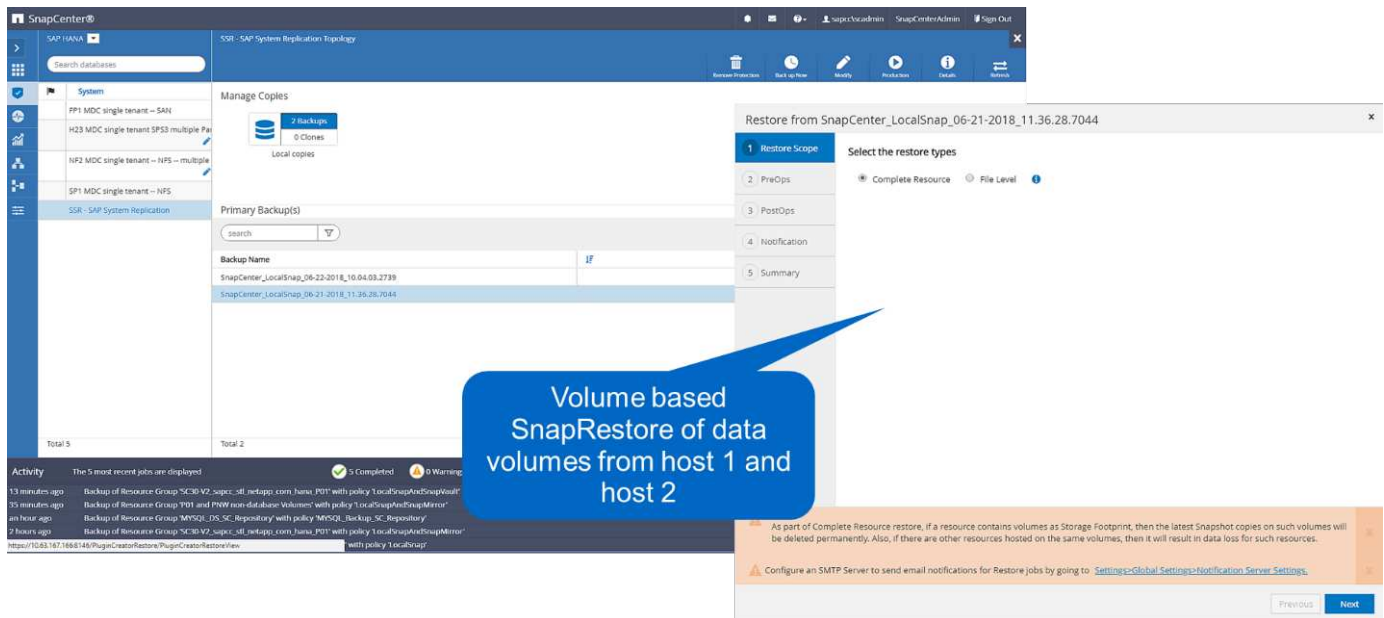 SnapCenter®
sapcc\scadmin SnapCenterAdmin Sign Out
SAP HANA
SSR - SAP System Replication Topology
Search databases
Remove Protection Back up Now Modify Production Details Refresh
System
FP1 MDC single tenant -- SAN
H23 MDC single tenant SPS3 multiple Par
NF2 MDC single tenant -- NFS -- multiple
SP1 MDC single tenant -- NFS
SSR - SAP System Replication
Total 5
Manage Copies
2 Backups
0 Clones
Local copies
Primary Backup(s)
search
Backup Name
SnapCenter_LocalSnap_06-22-2018_10.04.03.2739
SnapCenter_LocalSnap_06-21-2018_11.36.28.7044
Total 2
Activity The 5 most recent jobs are displayed 5 Completed 0 Warning
13 minutes ago Backup of Resource Group 'SC30-V2_sapcc_stl_netapp_com_hana_P01' with policy 'LocalSnapAndSnapVault'
35 minutes ago Backup of Resource Group 'P01 and PNW non-database Volumes' with policy 'LocalSnapAndSnapMirror'
an hour ago Backup of Resource Group 'MYSQL_DS_SC_Repository' with policy 'MYSQL_Backup_SC_Repository'
2 hours ago Backup of Resource Group 'SC30-V2_sapcc_stl_netapp_com_hana_P01' with policy 'LocalSnapAndSnapMirror'
https://10.63.167.166:8146/PluginCreatorRestore/PluginCreatorRestoreView with policy 'LocalSnap'
Restore from SnapCenter_LocalSnap_06-21-2018_11.36.28.7044 x
1 Restore Scope
2 PreOps
3 PostOps
4 Notification
5 Summary
Select the restore types
Complete Resource File Level
Volume based
SnapRestore of data
volumes from host 1 and
host 2
As part of Complete Resource restore, if a resource contains volumes as Storage Footprint, then the latest Snapshot copies on such volumes will
be deleted permanently. Also, if there are other resources hosted on the same volumes, then it will result in data loss for such resources.
Configure an SMTP Server to send email notifications for Restore jobs by going to Settings>Global Settings>Notification Server Settings.
Previous Next